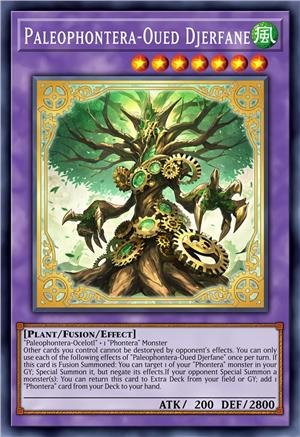 Paleophontera-Oued Djerfane
風
[Plant/Fusion/Effect]
"Paleophontera-Ocelotl" + 1 "Phontera" Monster
Other cards you control cannot be destroyed by opponent's effects. You can only
use each of the following effects of "Paleophontera-Oued Djerfane" once per turn. If
this card is Fusion Summoned: You can target 1 of your "Phontera" monster in your
GY; Special Summon it, but negate its effects.If your opponent Special Summon a
monster(s): You can return this card to Extra Deck from your field or GY; add 1
"Phontera" card from your Deck to your hand.
ATK/ 200 DEF/2800